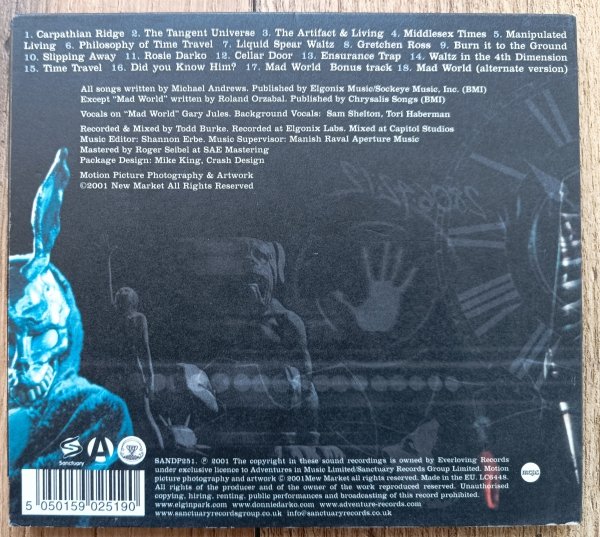 1. Carpathian Ridge 2. The Tangent Universe 3. The Artifact & Living 4. Middlesex Times 5. Manipulated
Living 6. Philosophy of Time Travel 7. Liquid Spear Waltz 8. Gretchen Ross 9. Burn it to the Ground
10. Slipping Away 11. Rosie Darko 12. Cellar Door 13. Ensurance Trap 14. Waltz in the 4th Dimension
15. Time Travel 16. Did you Know Him? 17. Mad World Bonus track 18. Mad World (alternate version)
All songs written by Michael Andrews. Published by Elgonix Music/Sockeye Music, Inc. (BMI)
Except "Mad World" written by Roland Orzabal. Published by Chrysalis Songs (BMI)
Vocals on "Mad World" Gary Jules. Background Vocals: Sam Shelton, Tori Haberman
Recorded & Mixed by Todd Burke. Recorded at Elgonix Labs. Mixed at Capitol Studios
Music Editor: Shannon Erbe. Music Supervisor: Manish Raval Aperture Music
Mastered by Roger Seibel at SAE Mastering
Package Design: Mike King, Crash Design
Motion Picture Photography & Artwork
©2001 New Market All Rights Reserved
Sanctuary
SANDP251. ℗ 2001 The copyright in these sound recordings is owned by Everloving Records
under exclusive licence to Adventures in Music Limited/Sanctuary Records Group Limited. Motion
picture photography and artwork ©2001New Market all rights reserved. Made in the EU. LC6448.
All rights of the producer and of the owner of the work reproduced reserved. Unauthorised
copying, hiring, renting, public performances and broadcasting of this record prohibited.
www.elginpark.com www.donniedarko.com www.adventure-records.com
www.sanctuaryrecordsgroup.co.uk info@sanctuaryrecords.co.uk
mcps
5 050159 025190